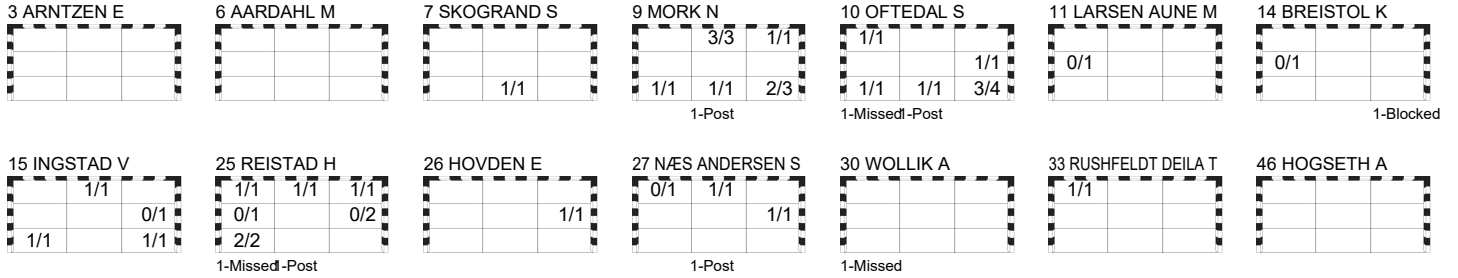 3 ARNTZEN E 6 AARDAHL M 7 SKOGRAND S 9 MORK N 10 OFTEDAL S 11 LARSEN AUNE M 14 BREISTOL K
3/3 1/1 1/1
1/1 0/1 0/1
1/1 1/1 1/1 2/3 1/1 1/1 3/4
1-Post 1-Missed 1-Post 1-Blocked
15 INGSTAD V 25 REISTAD H 26 HOVDEN E 27 NÆS ANDERSEN S 30 WOLLIK A 33 RUSHFELDT DEILA T 46 HOGSETH A
1/1 1/1 1/1 1/1 0/1 1/1 1/1
0/1 0/1 0/2 1/1 1/1
1/1 1/1 2/2
1-Missed 1-Post 1-Post 1-Missed